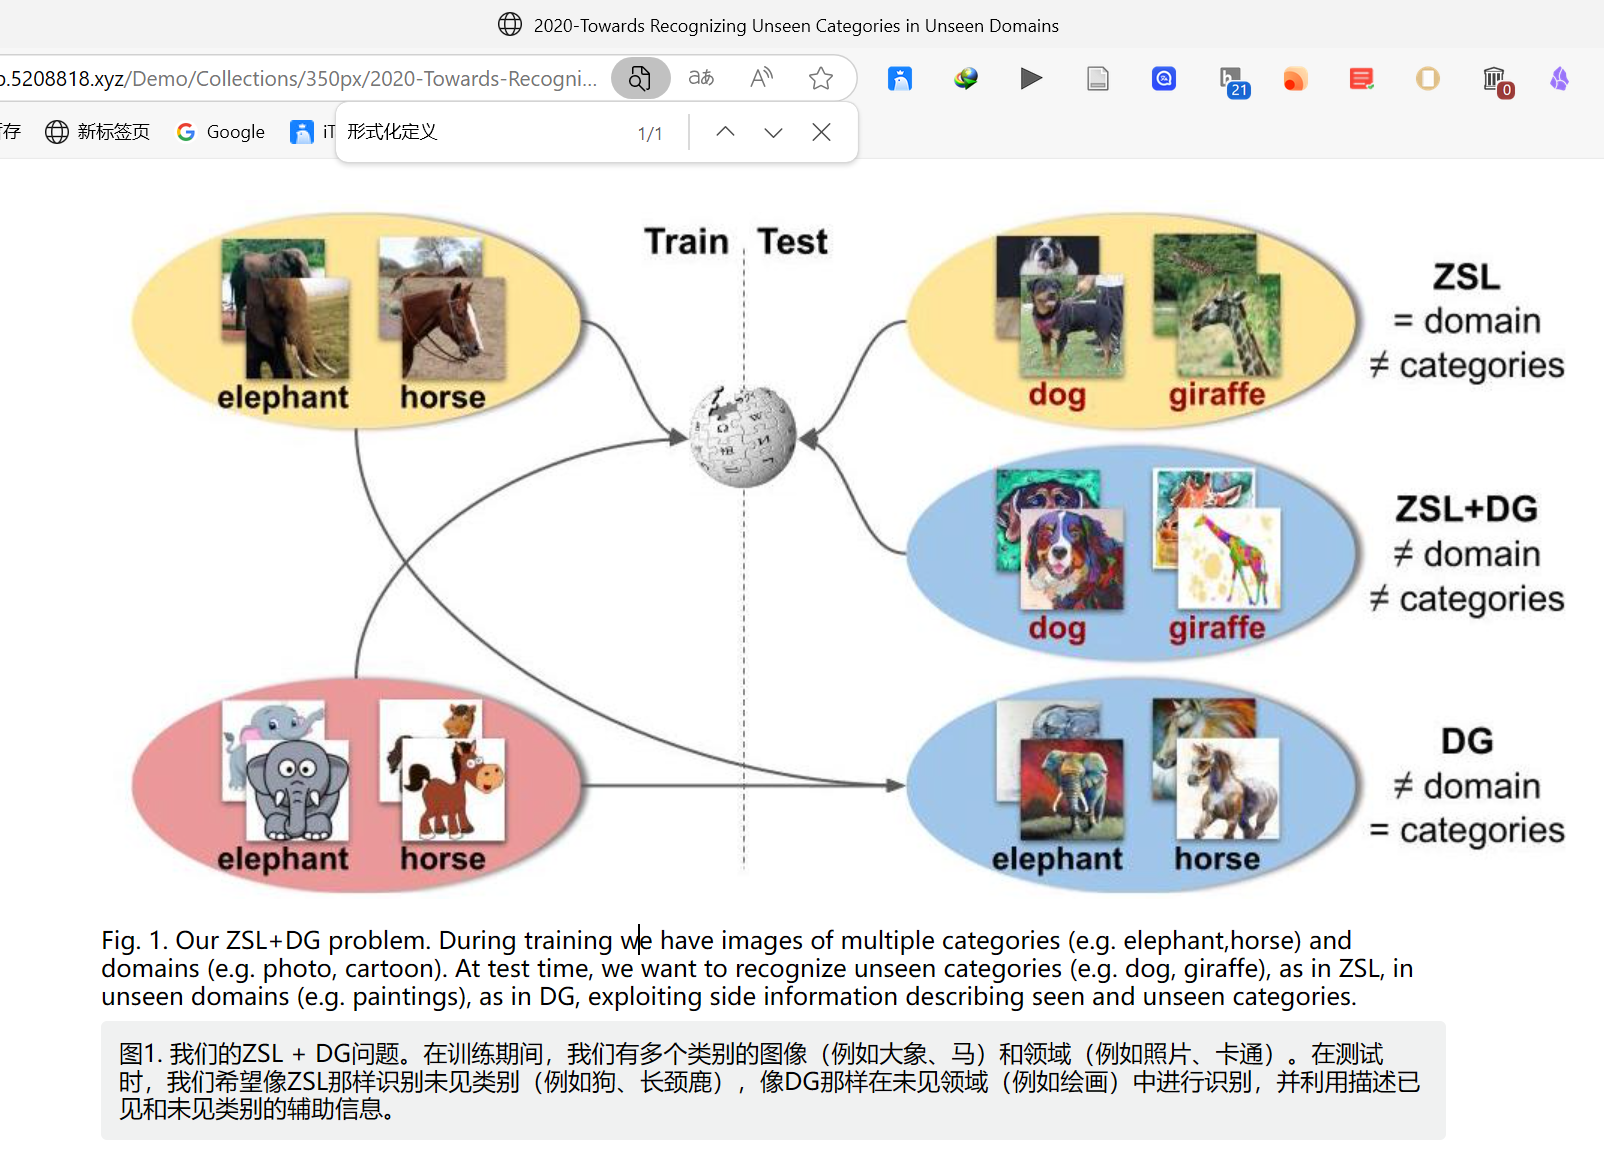 2020-Towards Recognizing Unseen Categories in Unseen Domains
o.5208818.xyz/Demo/Collections/350px/2020-Towards-Recogni...
21
0
存
新标签页
Google
iT
形式化定义
1/1
Train
Test
elephant horse
dog giraffe
ZSL
= domain
≠ categories
dog giraffe
ZSL+DG
≠ domain
≠ categories
elephant horse
elephant horse
DG
≠ domain
= categories
Fig. 1. Our ZSL+DG problem. During training we have images of multiple categories (e.g. elephant,horse) and
domains (e.g. photo, cartoon). At test time, we want to recognize unseen categories (e.g. dog, giraffe), as in ZSL, in
unseen domains (e.g. paintings), as in DG, exploiting side information describing seen and unseen categories.
图1. 我们的ZSL + DG问题。在训练期间，我们有多个类别的图像（例如大象、马）和领域（例如照片、卡通）。在测试
时，我们希望像ZSL那样识别未见类别（例如狗、长颈鹿），像DG那样在未见领域（例如绘画）中进行识别，并利用描述已
见和未见类别的辅助信息。